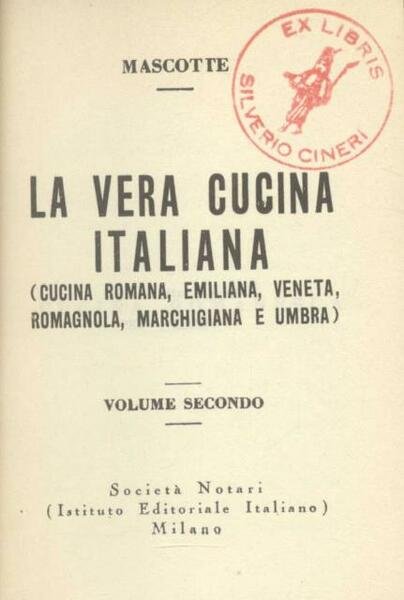 MASCOTTE
EX LIBRIS
SILVERIO CINERI
LA VERA CUCINA
ITALIANA
(CUCINA ROMANA, EMILIANA, VENETA,
ROMAGNOLA, MARCHIGIANA E UMBRA)
VOLUME SECONDO
Società Notari
(Istituto Editoriale Italiano)
Milano